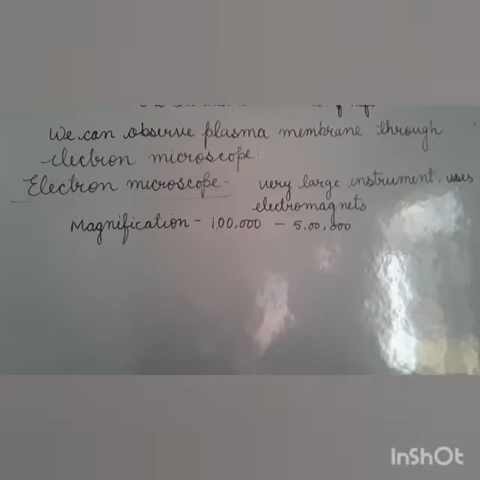 We can observe plasma membrane through
electron microscope.
Electron microscope - very large instrument, uses
electromagnets
Magnification - 1,00,000 - 5,00,000
InShOt